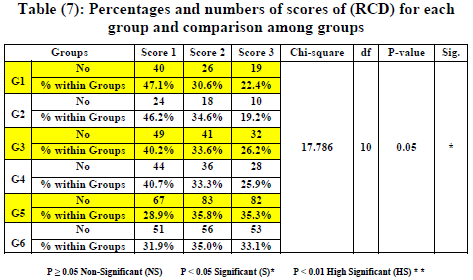 Table (7): Percentages and numbers of scores of (RCD) for each
group and comparison among groups
Groups Score 1 Score 2 Score 3 Chi-square df P-value Sig.
G1 No 40 26 19
% within Groups 47.1% 30.6% 22.4%
G2 No 24 18 10
% within Groups 46.2% 34.6% 19.2%
G3 No 49 41 32
% within Groups 40.2% 33.6% 26.2%
17.786 10 0.05 *
G4 No 44 36 28
% within Groups 40.7% 33.3% 25.9%
G5 No 67 83 82
% within Groups 28.9% 35.8% 35.3%
G6 No 51 56 53
% within Groups 31.9% 35.0% 33.1%
P ≥ 0.05 Non-Significant (NS) P < 0.05 Significant (S)* P < 0.01 High Significant (HS) * *